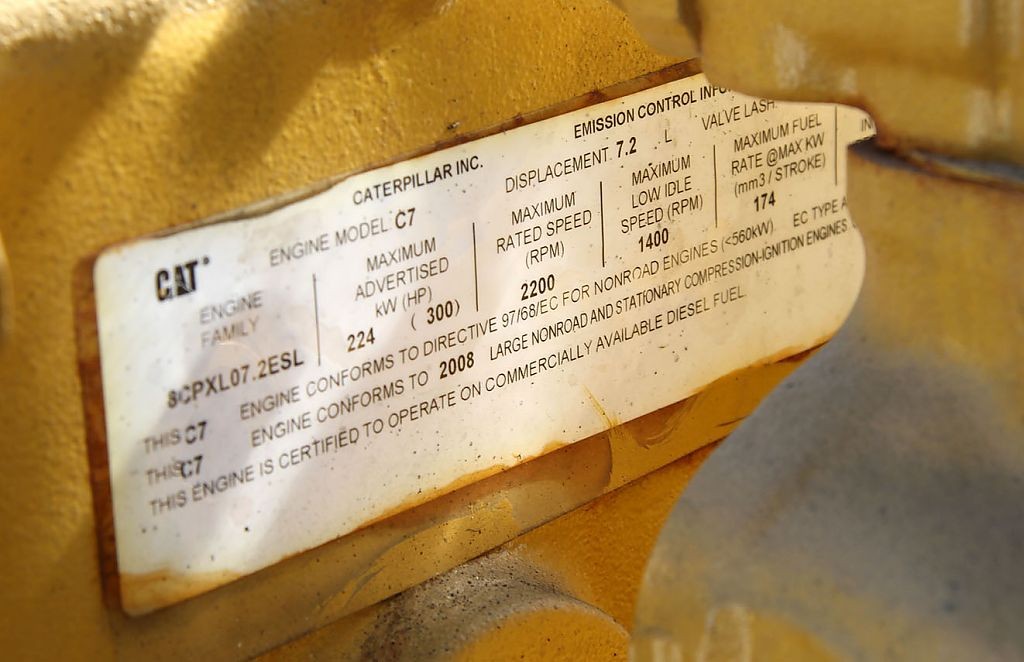 CATERPILLAR INC. EMISSION CONTROL
CAT ENGINE MODEL C7 DISPLACEMENT 7.2 L VALVE LASH
ENGINE FAMILY
8CPXL07.2ESL
MAXIMUM ADVERTISED kW (HP)
224 ( 300)
MAXIMUM RATED SPEED (RPM)
2200
MAXIMUM LOW IDLE SPEED (RPM)
1400
MAXIMUM FUEL RATE @MAX KW (mm3 / STROKE)
174
THIS C7 ENGINE CONFORMS TO DIRECTIVE 97/68/EC FOR NONROAD ENGINES (<560kW) EC TYPE
THIS C7 ENGINE CONFORMS TO 2008 LARGE NONROAD AND STATIONARY COMPRESSION-IGNITION ENGINES
THIS ENGINE IS CERTIFIED TO OPERATE ON COMMERCIALLY AVAILABLE DIESEL FUEL.